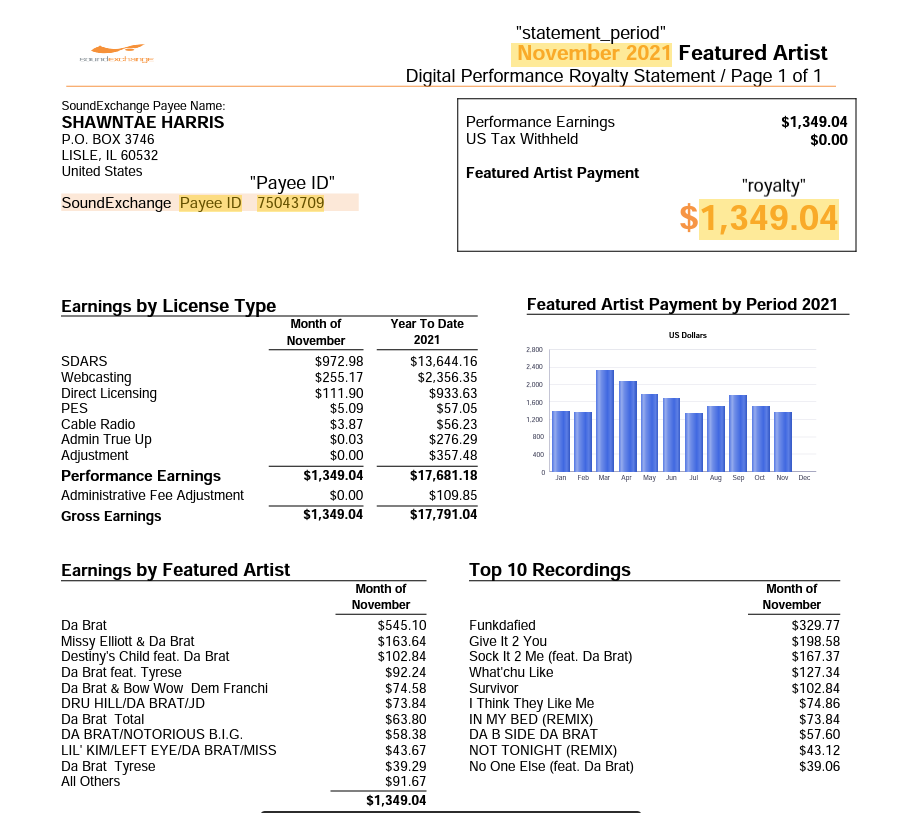 "statement_period"
soundexchange
November 2021 Featured Artist
Digital Performance Royalty Statement / Page 1 of 1
SoundExchange Payee Name:
SHAWNTAE HARRIS
P.O. BOX 3746
LISLE, IL 60532
United States
"Payee ID"
SoundExchange Payee ID 75043709
Performance Earnings $1,349.04
US Tax Withheld $0.00
Featured Artist Payment
"royalty"
$1,349.04
Earnings by License Type
Month of Year To Date
November 2021
SDARS $972.98 $13,644.16
Webcasting $255.17 $2,356.35
Direct Licensing $111.90 $933.63
PES $5.09 $57.05
Cable Radio $3.87 $56.23
Admin True Up $0.03 $276.29
Adjustment $0.00 $357.48
Performance Earnings $1,349.04 $17,681.18
Administrative Fee Adjustment $0.00 $109.85
Gross Earnings $1,349.04 $17,791.04
Featured Artist Payment by Period 2021
US Dollars
2,800
2,400
2,000
1,600
1,200
800
400
0
Jan Feb Mar Apr May Jun Jul Aug Sep Oct Nov Dec
Earnings by Featured Artist
Month of
November
Da Brat $545.10
Missy Elliott & Da Brat $163.64
Destiny's Child feat. Da Brat $102.84
Da Brat feat. Tyrese $92.24
Da Brat & Bow Wow Dem Franchi $74.58
DRU HILL/DA BRAT/JD $73.84
Da Brat Total $63.80
DA BRAT/NOTORIOUS B.I.G. $58.38
LIL' KIM/LEFT EYE/DA BRAT/MISS $43.67
Da Brat Tyrese $39.29
All Others $91.67
$1,349.04
Top 10 Recordings
Month of
November
Funkdafied $329.77
Give It 2 You $198.58
Sock It 2 Me (feat. Da Brat) $167.37
What'chu Like $127.34
Survivor $102.84
I Think They Like Me $74.86
IN MY BED (REMIX) $73.84
DA B SIDE DA BRAT $57.60
NOT TONIGHT (REMIX) $43.12
No One Else (feat. Da Brat) $39.06